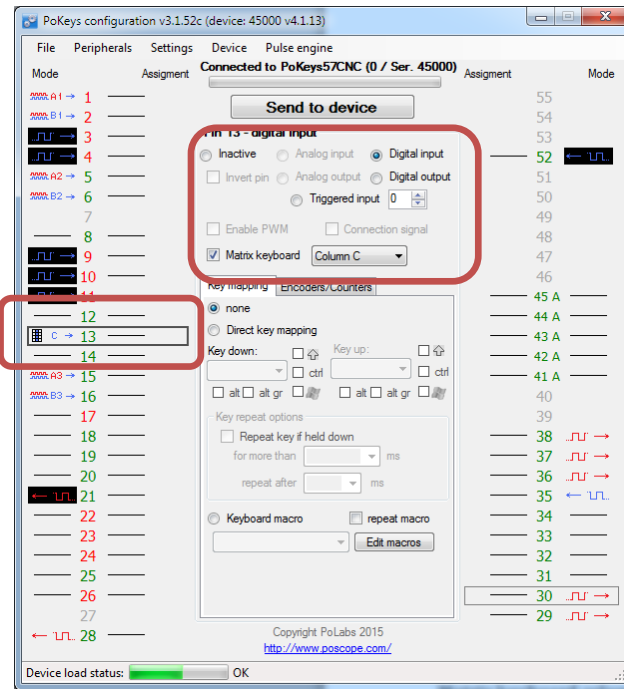 PoKeys configuration v3.1.52c (device: 45000 v4.1.13)
File Peripherals Settings Device Pulse engine
Mode Assigment Connected to PoKeys57CNC (0 / Ser. 45000) Assigment Mode
Send to device
Pin 13 - digital input
Inactive Analog input Digital input
Invert pin Analog output Digital output
Triggered input 0
Enable PWM Connection signal
Matrix keyboard Column C
Key mapping Encoders/Counters
none
Direct key mapping
Key down: ctrl
alt alt gr
Key up: ctrl
alt alt gr
Key repeat options
Repeat key if held down
for more than ms
repeat after ms
Keyboard macro repeat macro
Edit macros
Copyright PoLabs 2015
http://www.poscope.com/
A1 1
B1 2
3
4
A2 5
B2 6
7
8
9
10
11
12
C 13
14
A3 15
B3 16
17
18
19
20
21
22
23
24
25
26
27
28
55
54
53
52
51
50
49
48
47
46
45 A
44 A
43 A
42 A
41 A
40
39
38
37
36
35
34
33
32
31
30
29
Device load status: OK